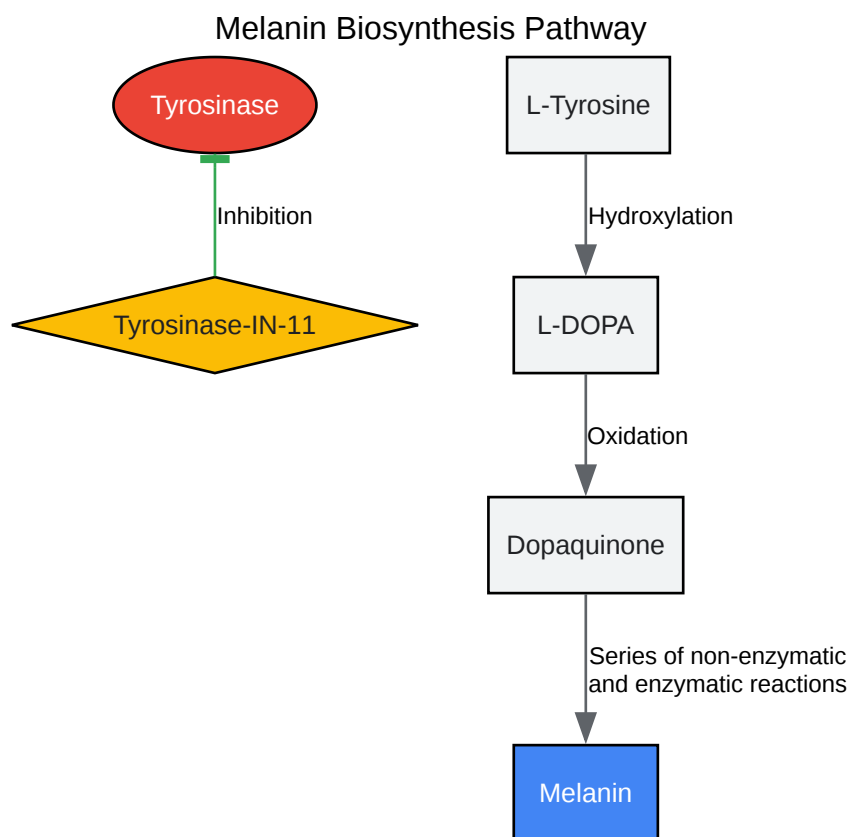 Melanin Biosynthesis Pathway
Tyrosinase
L-Tyrosine
Inhibition
Hydroxylation
Tyrosinase-IN-11
L-DOPA
Oxidation
Dopaquinone
Series of non-enzymatic
and enzymatic reactions
Melanin